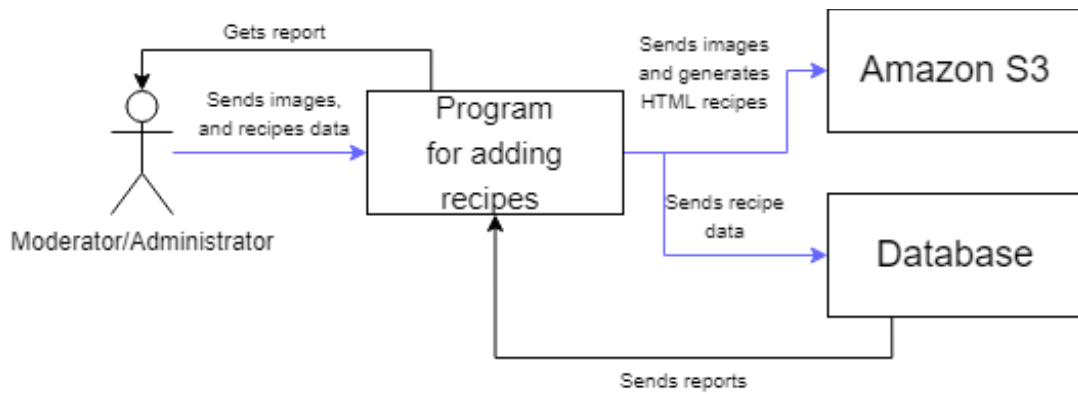 Gets report
Sends images,
and recipes data
Moderator/Administrator
Program
for adding
recipes
Sends images
and generates
HTML recipes
Amazon S3
Sends recipe
data
Database
Sends reports